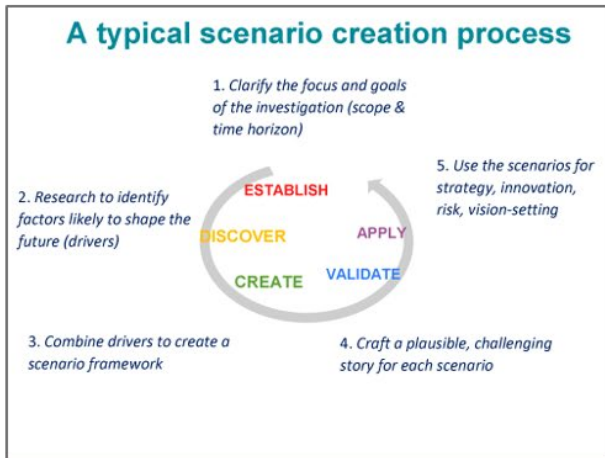 A typical scenario creation process
1. Clarify the focus and goals
of the investigation (scope &
time horizon)
ESTABLISH
5. Use the scenarios for
strategy, innovation,
risk, vision-setting
2. Research to identify
factors likely to shape the
future (drivers)
DISCOVER
APPLY
CREATE
VALIDATE
3. Combine drivers to create a
scenario framework
4. Craft a plausible, challenging
story for each scenario